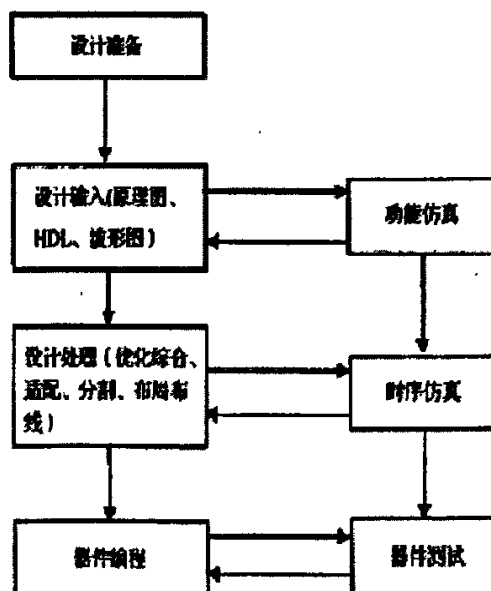 设计准备
设计输入(原理图、
HDL、波形图)
功能仿真
设计处理(优化综合、
适配、分割、布局布
线)
时序仿真
器件编程
器件测试